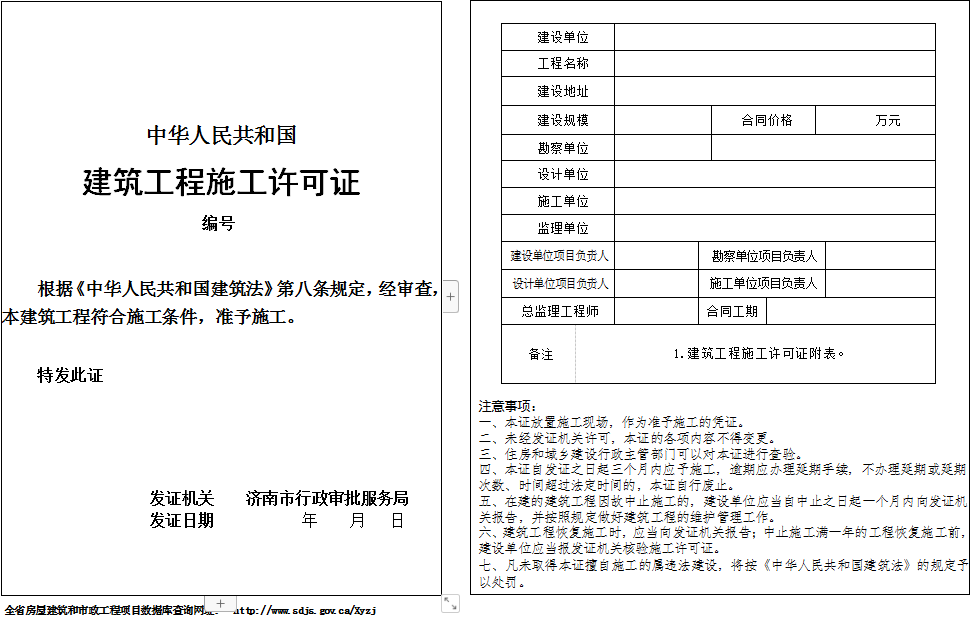 中华人民共和国
建筑工程施工许可证
编号
根据《中华人民共和国建筑法》第八条规定，经审查，
本建筑工程符合施工条件，准予施工。
特发此证
发证机关 济南市行政审批服务局
发证日期 年 月 日
全省房屋建筑和市政工程项目数据库查询网址： http://www.sdjs.gov.ca/Xyzj
建设单位
工程名称
建设地址
建设规模 合同价格 万元
勘察单位
设计单位
施工单位
监理单位
建设单位项目负责人 勘察单位项目负责人
设计单位项目负责人 施工单位项目负责人
总监理工程师 合同工期
备注 1.建筑工程施工许可证附表。
注意事项：
一、本证放置施工现场，作为准予施工的凭证。
二、未经发证机关许可，本证的各项内容不得变更。
三、住房和城乡建设行政主管部门可以对本证进行查验。
四、本证自发证之日起三个月内应予施工，逾期应办理延期手续，不办理延期或延期
次数、时间超过法定时间的，本证自行废止。
五、在建的建筑工程因故中止施工的，建设单位应当自中止之日起一个月内向发证机
关报告，并按照规定做好建筑工程的维护管理工作。
六、建筑工程恢复施工时，应当向发证机关报告；中止施工满一年的工程恢复施工前，
建设单位应当报发证机关核验施工许可证。
七、凡未取得本证擅自施工的属违法建设，将按《中华人民共和国建筑法》的规定予
以处罚。